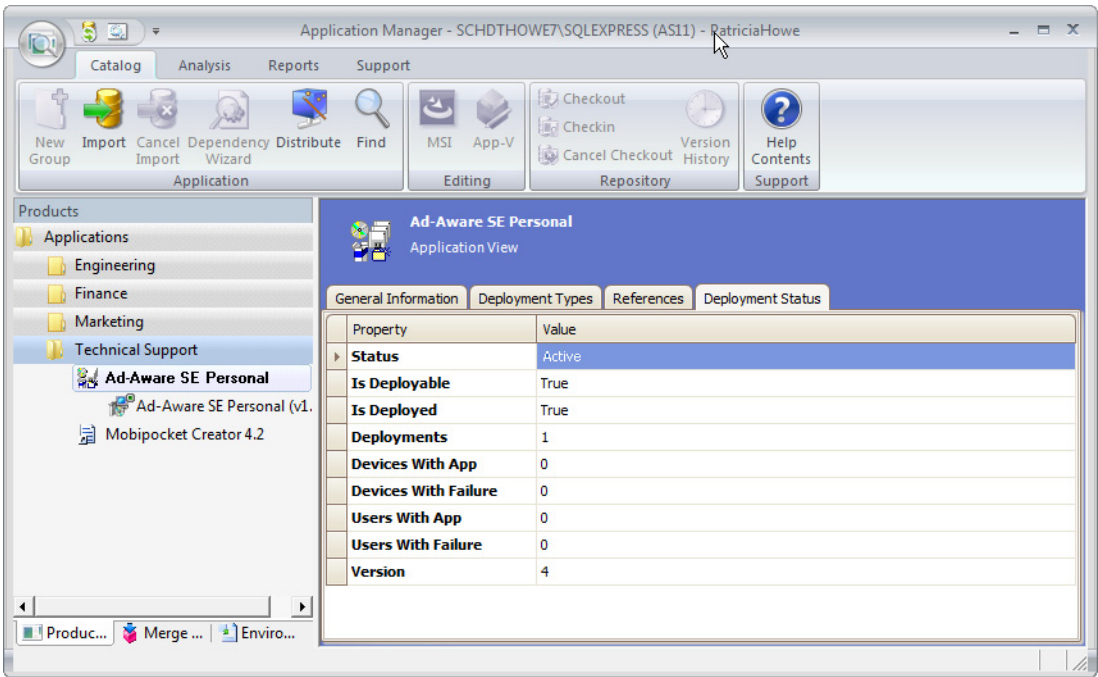 Application Manager - SCHDTHOWE7\SQLEXPRESS (AS11) - PatriciaHowe
Catalog Analysis Reports Support
New Group Import Cancel Import Dependency Wizard Distribute Find
MSI App-V
Checkout
Checkin
Cancel Checkout
Version History
Help Contents
Application Editing Repository Support
Products
Applications
Engineering
Finance
Marketing
Technical Support
Ad-Aware SE Personal
Ad-Aware SE Personal (v1.
Mobipocket Creator 4.2
Produc... Merge ... Enviro...
Ad-Aware SE Personal
Application View
General Information Deployment Types References Deployment Status
Property Value
Status Active
Is Deployable True
Is Deployed True
Deployments 1
Devices With App 0
Devices With Failure 0
Users With App 0
Users With Failure 0
Version 4